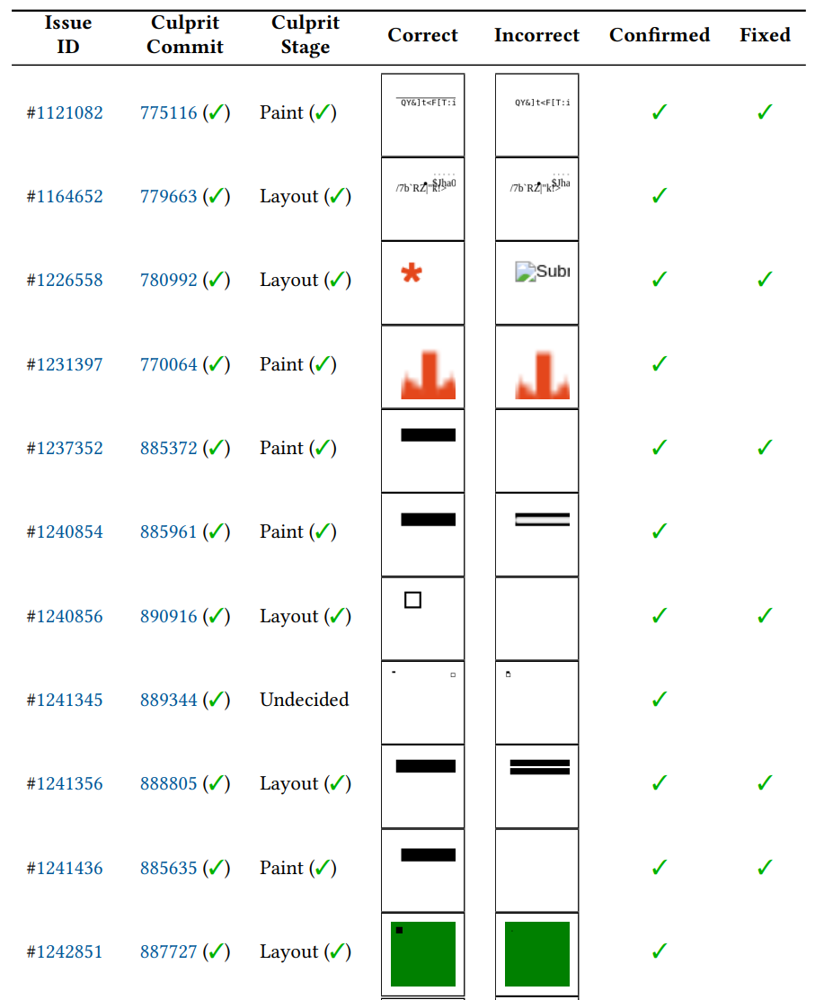 Issue ID Culprit Commit Culprit Stage Correct Incorrect Confirmed Fixed
#1121082 775116 (✓) Paint (✓) QY&]t<F[T:i QY&]t<F[T:i ✓ ✓
#1164652 779663 (✓) Layout (✓) /7b`RZ|"k!> $Jha0 /7b`RZ|"k!> $Jha ✓
#1226558 780992 (✓) Layout (✓) * Subr ✓ ✓
#1231397 770064 (✓) Paint (✓) ✓
#1237352 885372 (✓) Paint (✓) ✓ ✓
#1240854 885961 (✓) Paint (✓) ✓
#1240856 890916 (✓) Layout (✓) ✓ ✓
#1241345 889344 (✓) Undecided ✓
#1241356 888805 (✓) Layout (✓) ✓ ✓
#1241436 885635 (✓) Paint (✓) ✓ ✓
#1242851 887727 (✓) Layout (✓) ✓